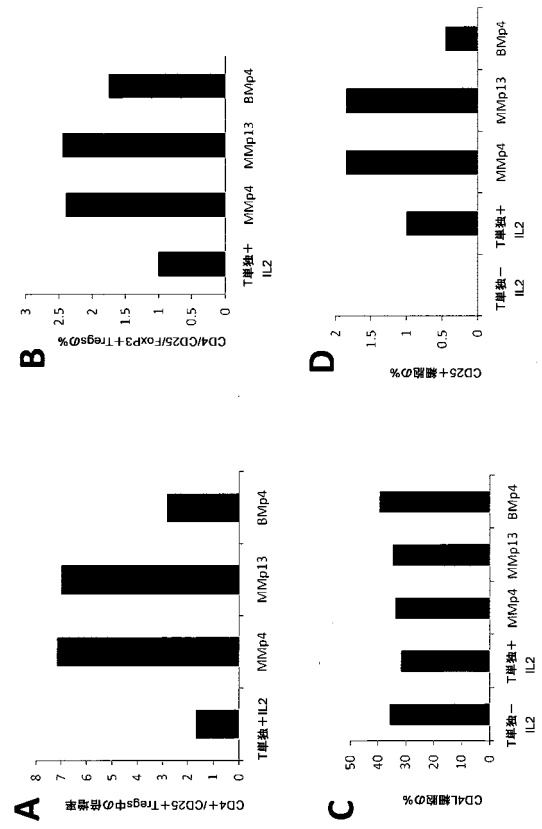 A
CD4+/CD25+Tregs中の倍増率
8
7
6
5
4
3
2
1
0
T単独+IL2
MMp4
MMp13
BMp4
B
CD4/CD25/FoxP3+Tregsの%
3
2.5
2
1.5
1
0.5
0
T単独+
IL2
MMp4
MMp13
BMp4
C
CD4L細胞の%
50
40
30
20
10
0
T単独-
IL2
T単独+
IL2
MMp4
MMp13
BMp4
D
CD25+細胞の%
2
1.5
1
0.5
0
T単独-
IL2
T単独+
IL2
MMp4
MMp13
BMp4